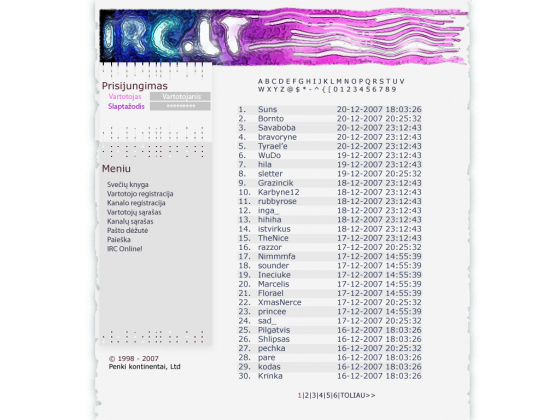 IRC.LT
Prisijungimas
Vartotojas Vartotojanis
Slaptažodis *********
Meniu
Svečių knyga
Vartotojo registracija
Kanalo registracija
Vartotojų sąrašas
Kanalų sąrašas
Pašto dėžutė
Paieška
IRC Online!
© 1998 - 2007
Penki kontinentai, Ltd
A B C D E F G H I J K L M N O P Q R S T U V
W X Y Z @ $ * - ^ { [ 0 1 2 3 4 5 6 7 8 9
1. Suns 20-12-2007 18:03:26
2. Bornto 20-12-2007 20:25:32
3. Savaboba 20-12-2007 23:12:43
4. bravoryne 20-12-2007 23:12:43
5. Tyrael'e 20-12-2007 23:12:43
6. WuDo 19-12-2007 23:12:43
7. hila 19-12-2007 23:12:43
8. sletter 19-12-2007 20:25:32
9. Grazincik 18-12-2007 23:12:43
10. Karbyne12 18-12-2007 23:12:43
11. rubbyrose 18-12-2007 23:12:43
12. inga_ 18-12-2007 23:12:43
13. hihiha 18-12-2007 23:12:43
14. istvirkus 18-12-2007 23:12:43
15. TheNice 17-12-2007 23:12:43
16. razzor 17-12-2007 20:25:32
17. Nimmmfa 17-12-2007 14:55:39
18. sounder 17-12-2007 14:55:39
19. Ineciuke 17-12-2007 14:55:39
20. Marcelis 17-12-2007 14:55:39
21. Florael 17-12-2007 14:55:39
22. XmasNerce 17-12-2007 20:25:32
23. princee 17-12-2007 14:55:39
24. sad_ 17-12-2007 20:25:32
25. Pilgatvis 16-12-2007 18:03:26
26. Shlipsas 16-12-2007 18:03:26
27. pechka 16-12-2007 20:25:32
28. pare 16-12-2007 18:03:26
29. kodas 16-12-2007 18:03:26
30. Krinka 16-12-2007 18:03:26
1|2|3|4|5|6|TOLIAU>>